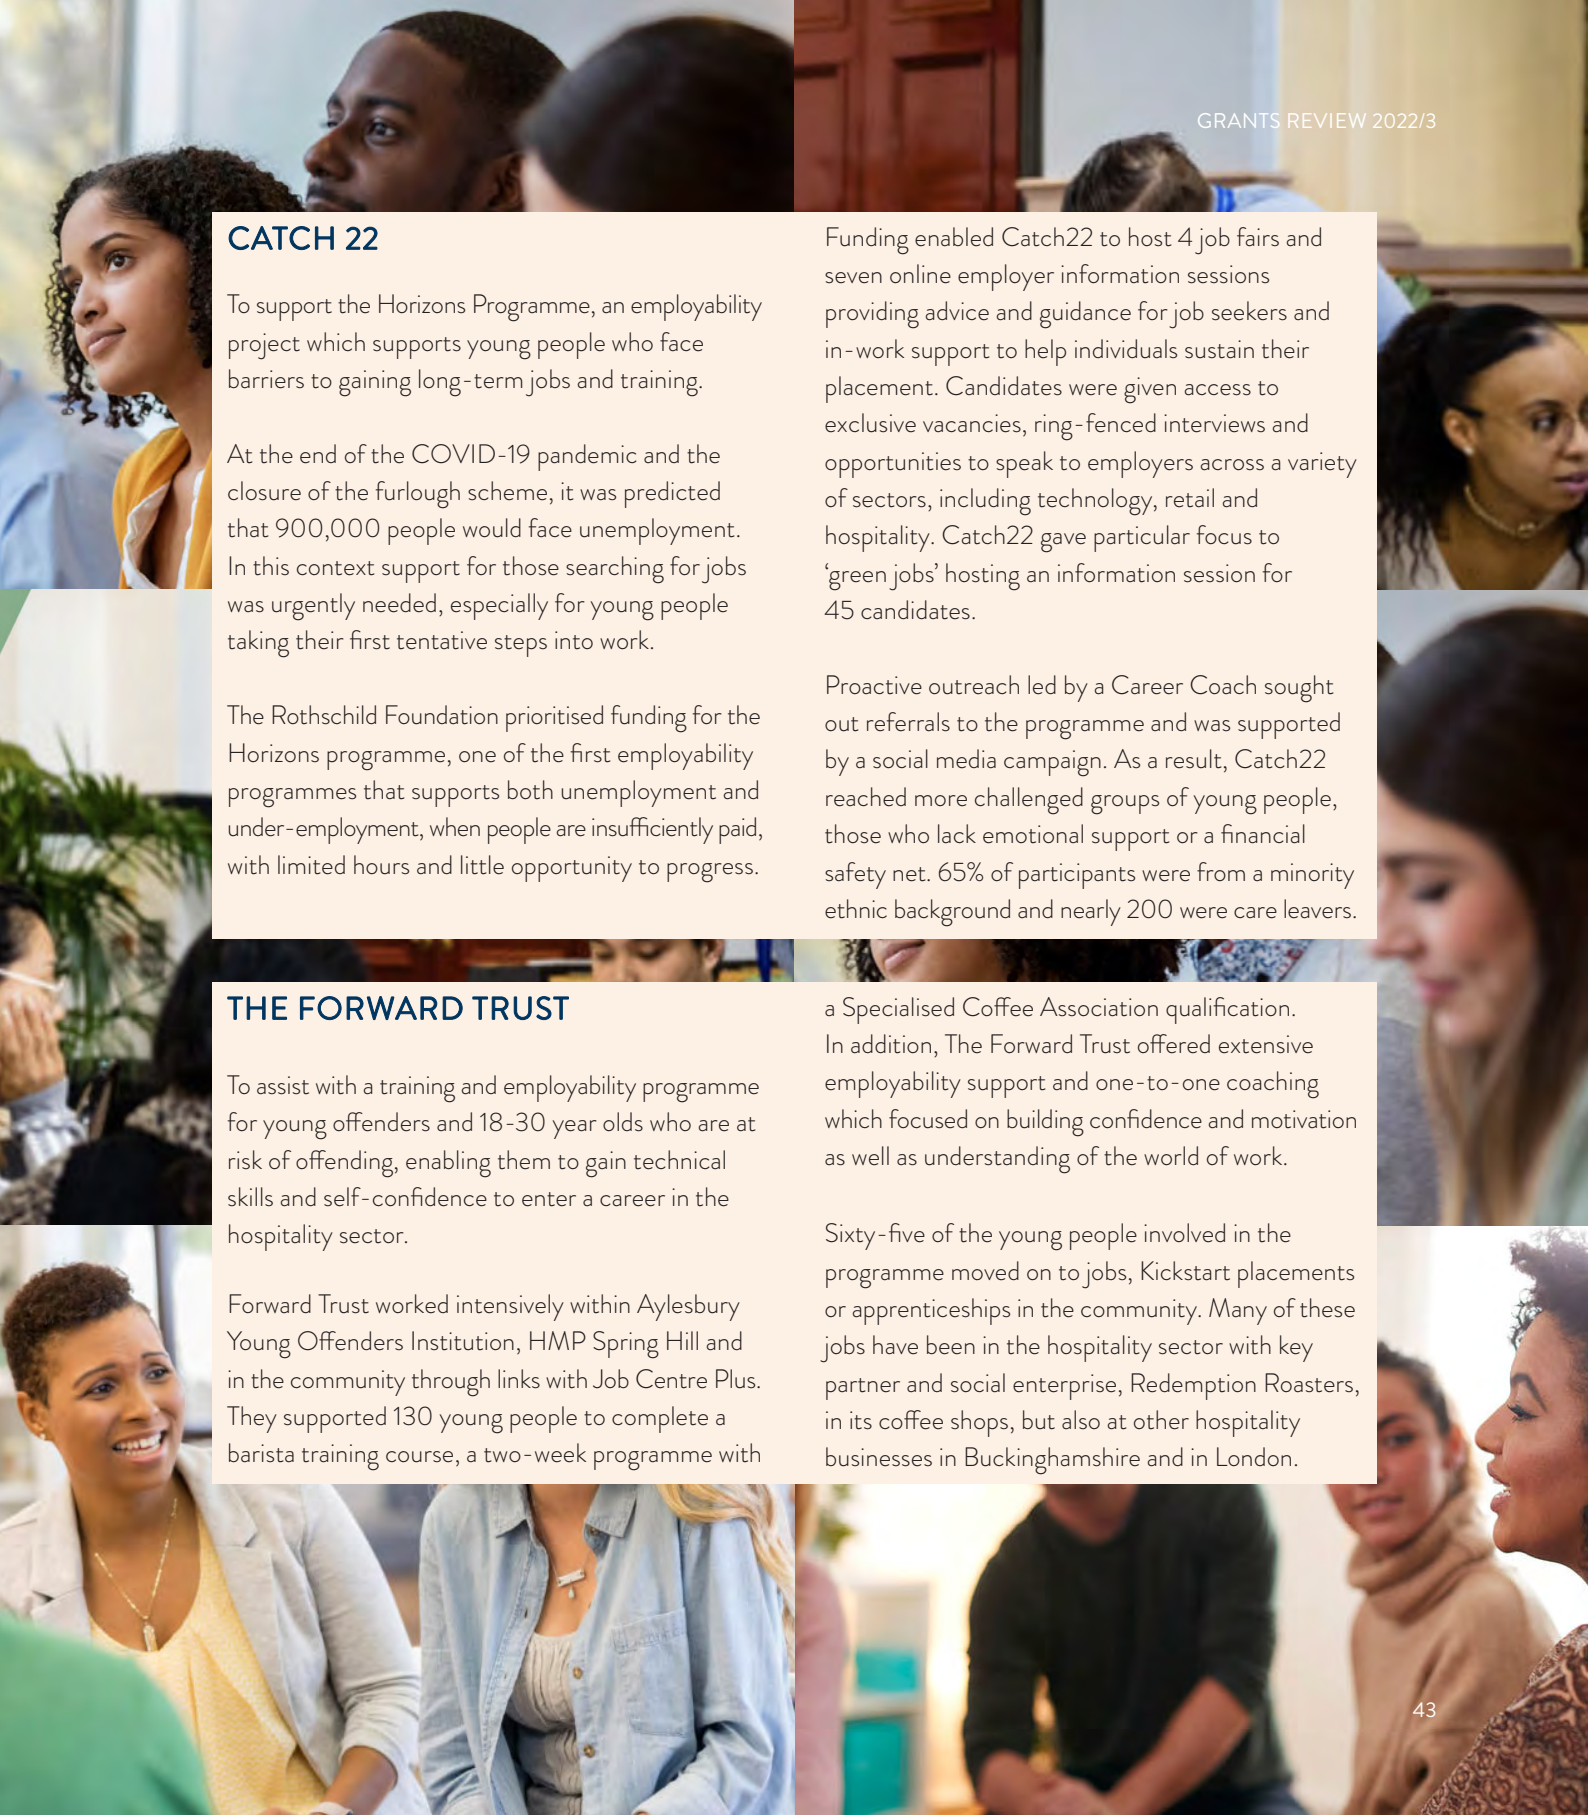 GRANTS REVIEW 2022/3
CATCH 22
To support the Horizons Programme, an employability
project which supports young people who face
barriers to gaining long-term jobs and training.
At the end of the COVID-19 pandemic and the
closure of the furlough scheme, it was predicted
that 900,000 people would face unemployment.
In this context support for those searching for jobs
was urgently needed, especially for young people
taking their first tentative steps into work.
The Rothschild Foundation prioritised funding for the
Horizons programme, one of the first employability
programmes that supports both unemployment and
under-employment, when people are insufficiently paid,
with limited hours and little opportunity to progress.
Funding enabled Catch22 to host 4 job fairs and
seven online employer information sessions
providing advice and guidance for job seekers and
in-work support to help individuals sustain their
placement. Candidates were given access to
exclusive vacancies, ring-fenced interviews and
opportunities to speak to employers across a variety
of sectors, including technology, retail and
hospitality. Catch22 gave particular focus to
‘green jobs’ hosting an information session for
45 candidates.
Proactive outreach led by a Career Coach sought
out referrals to the programme and was supported
by a social media campaign. As a result, Catch22
reached more challenged groups of young people,
those who lack emotional support or a financial
safety net. 65% of participants were from a minority
ethnic background and nearly 200 were care leavers.
THE FORWARD TRUST
To assist with a training and employability programme
for young offenders and 18-30 year olds who are at
risk of offending, enabling them to gain technical
skills and self-confidence to enter a career in the
hospitality sector.
Forward Trust worked intensively within Aylesbury
Young Offenders Institution, HMP Spring Hill and
in the community through links with Job Centre Plus.
They supported 130 young people to complete a
barista training course, a two-week programme with
a Specialised Coffee Association qualification.
In addition, The Forward Trust offered extensive
employability support and one-to-one coaching
which focused on building confidence and motivation
as well as understanding of the world of work.
Sixty-five of the young people involved in the
programme moved on to jobs, Kickstart placements
or apprenticeships in the community. Many of these
jobs have been in the hospitality sector with key
partner and social enterprise, Redemption Roasters,
in its coffee shops, but also at other hospitality
businesses in Buckinghamshire and in London.
43